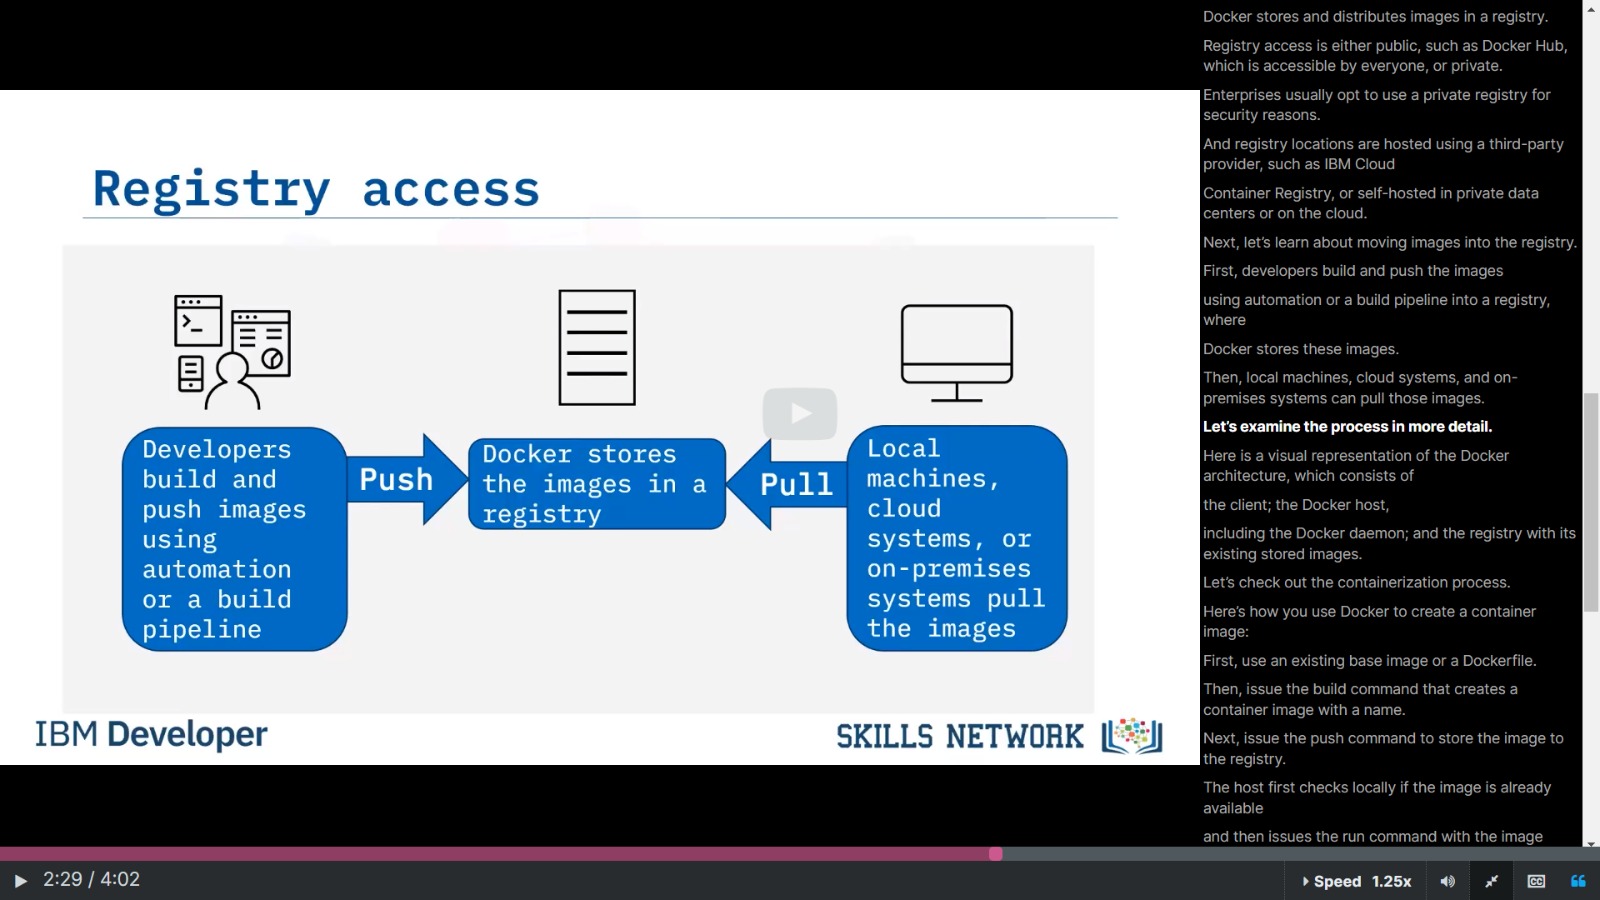 Registry access
Developers
build and
push images
using
automation
or a build
pipeline
Push
Docker stores
the images in a
registry
Pull
Local
machines,
cloud
systems, or
on-premises
systems pull
the images
IBM Developer
SKILLS NETWORK
Docker stores and distributes images in a registry.
Registry access is either public, such as Docker Hub,
which is accessible by everyone, or private.
Enterprises usually opt to use a private registry for
security reasons.
And registry locations are hosted using a third-party
provider, such as IBM Cloud
Container Registry, or self-hosted in private data
centers or on the cloud.
Next, let's learn about moving images into the registry.
First, developers build and push the images
using automation or a build pipeline into a registry,
where
Docker stores these images.
Then, local machines, cloud systems, and on-
premises systems can pull those images.
Let's examine the process in more detail.
Here is a visual representation of the Docker
architecture, which consists of
the client; the Docker host,
including the Docker daemon; and the registry with its
existing stored images.
Let's check out the containerization process.
Here's how you use Docker to create a container
image:
First, use an existing base image or a Dockerfile.
Then, issue the build command that creates a
container image with a name.
Next, issue the push command to store the image to
the registry.
The host first checks locally if the image is already
available
and then issues the run command with the image
2:29 / 4:02
Speed 1.25x
CC